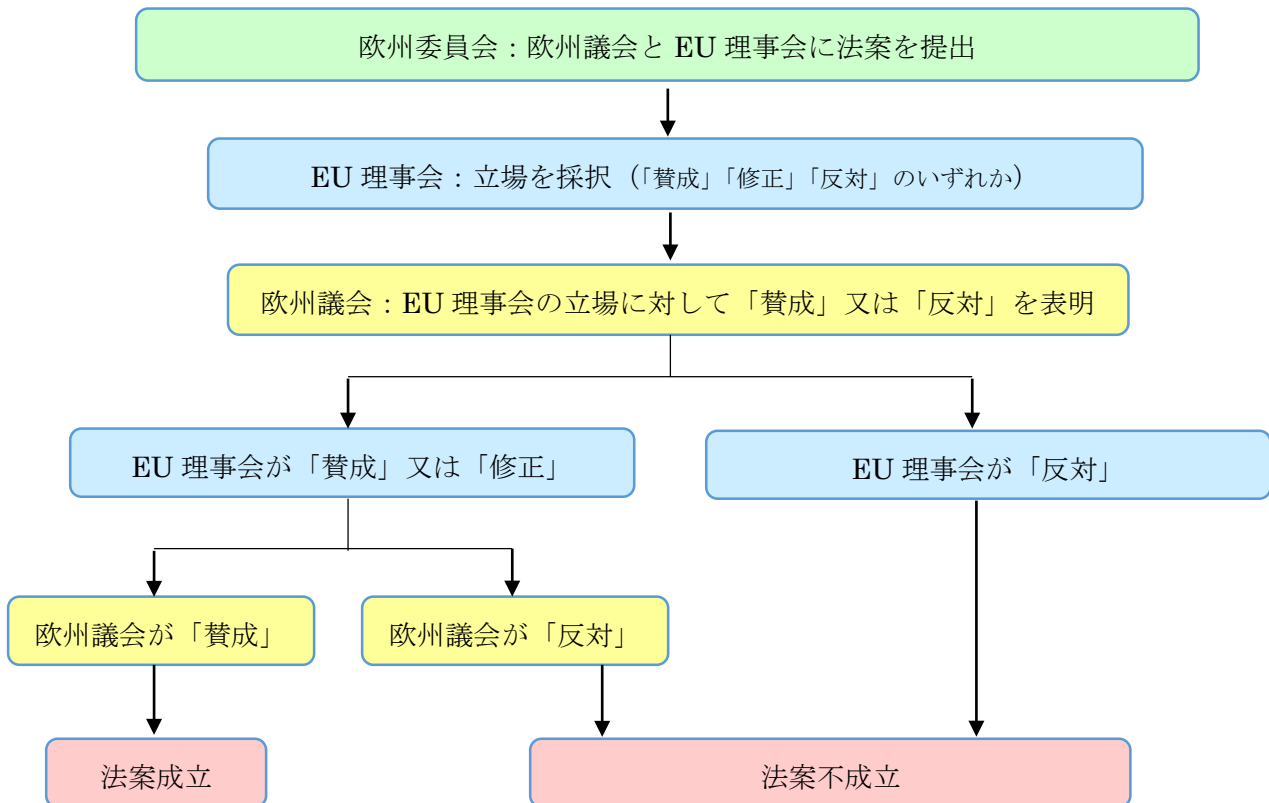 欧州委員会：欧州議会と EU 理事会に法案を提出
EU 理事会：立場を採択（「賛成」「修正」「反対」のいずれか）
欧州議会：EU 理事会の立場に対して「賛成」又は「反対」を表明
EU 理事会が「賛成」又は「修正」
EU 理事会が「反対」
欧州議会が「賛成」
欧州議会が「反対」
法案成立
法案不成立